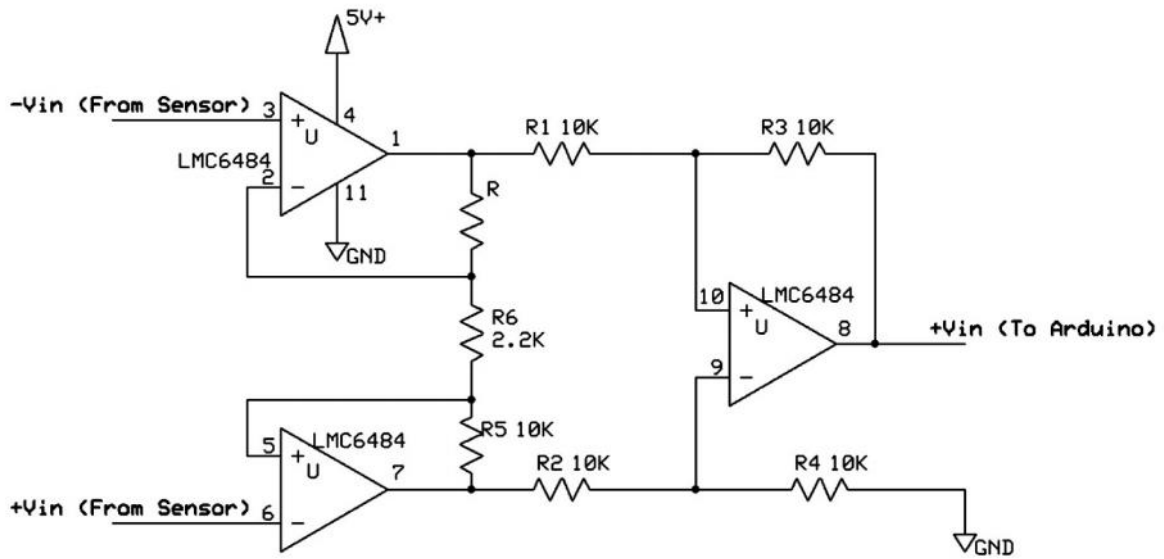 5V+
-Vin (From Sensor)
3
+
U
4
1
LMC6484
2
-
11
GND
R1 10K
R3 10K
R
R6
2.2K
10
+
U
LMC6484
8
+Vin (To Arduino)
9
-
5
+
U
LMC6484
7
R5 10K
R2 10K
R4 10K
+Vin (From Sensor)
6
-
GND